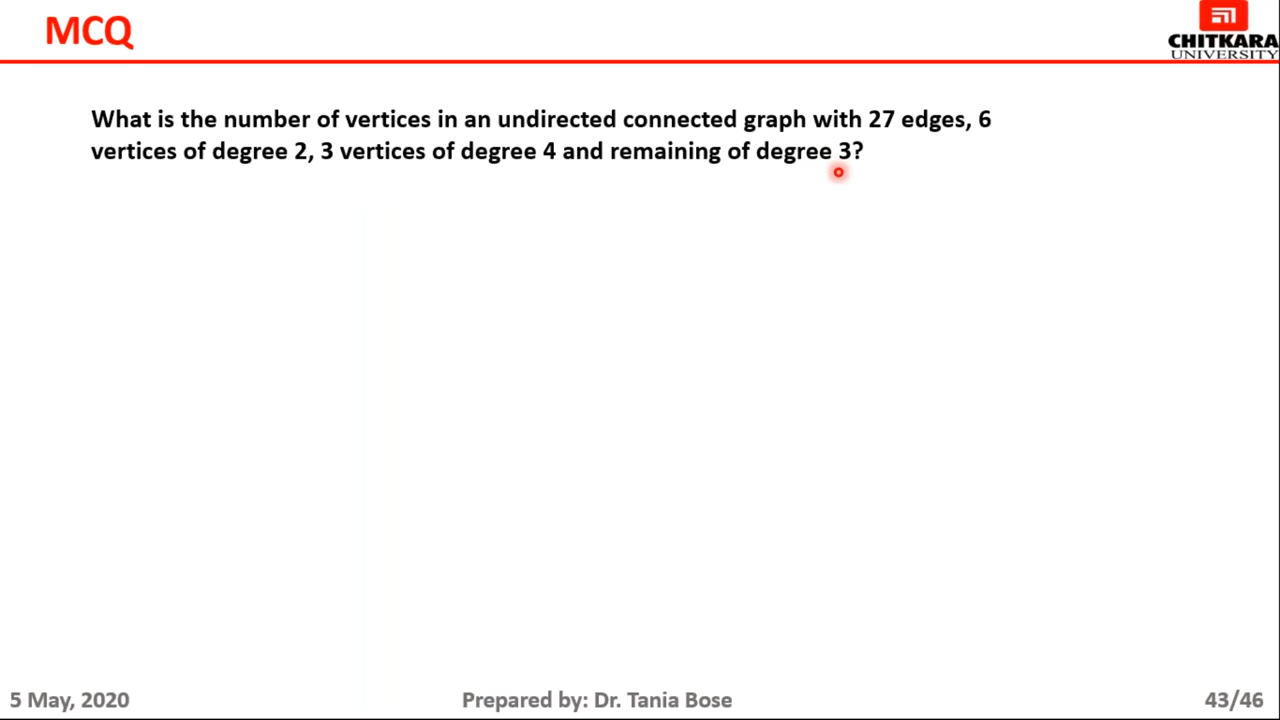 MCQ
CHITKARA
UNIVERSITY
What is the number of vertices in an undirected connected graph with 27 edges, 6
vertices of degree 2, 3 vertices of degree 4 and remaining of degree 3?
5 May, 2020
Prepared by: Dr. Tania Bose
43/46